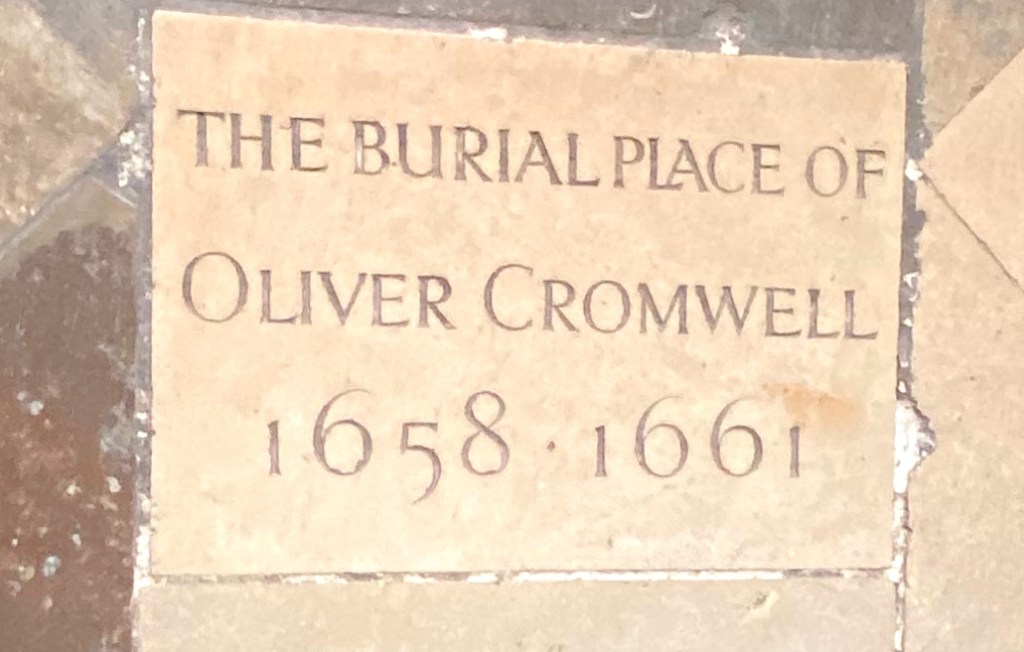 THE BURIAL PLACE OF
OLIVER CROMWELL
1658 · 1661